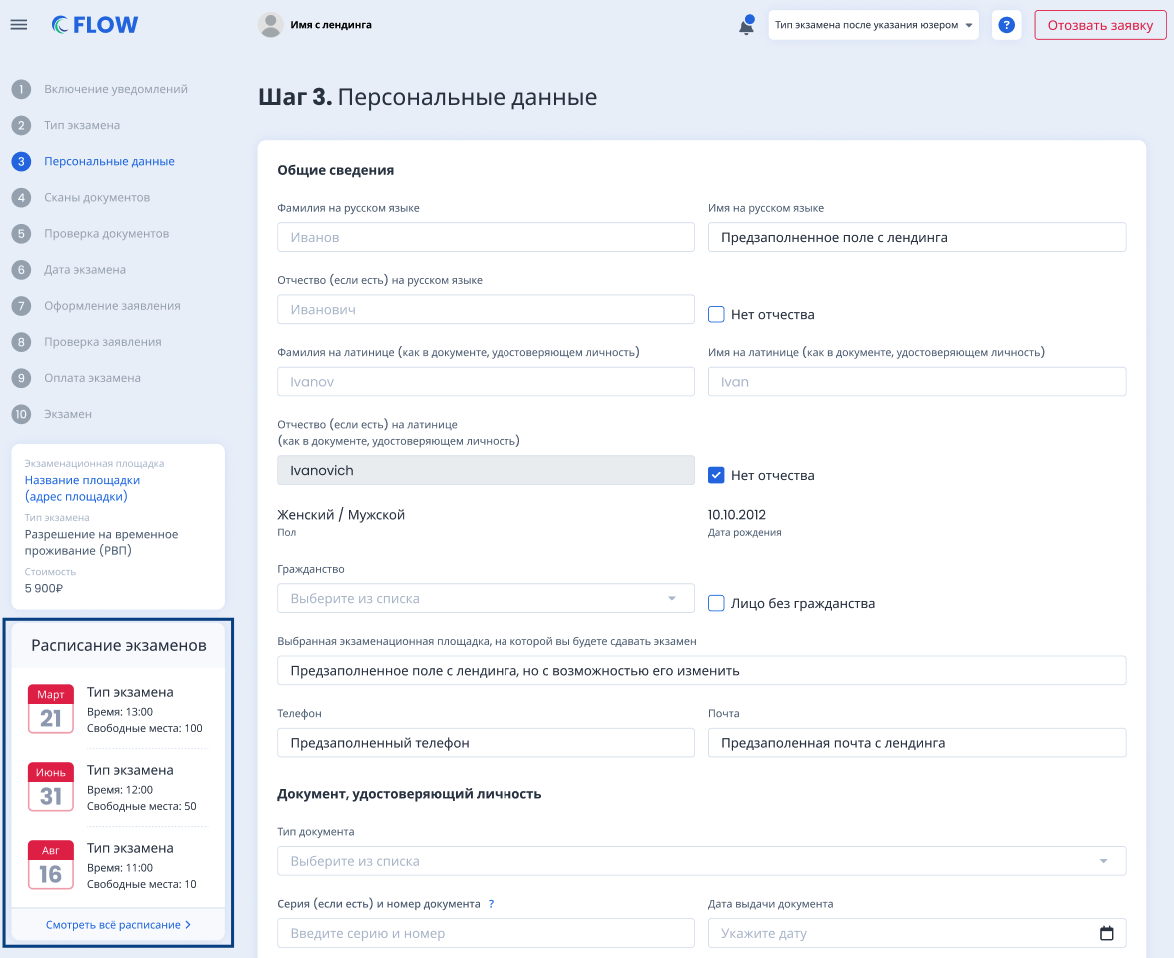 FLOW
Имя с лендинга
Тип экзамена после указания юзером
?
Отозвать заявку
1 Включение уведомлений
2 Тип экзамена
3 Персональные данные
4 Сканы документов
5 Проверка документов
6 Дата экзамена
7 Оформление заявления
8 Проверка заявления
9 Оплата экзамена
10 Экзамен
Экзаменационная площадка
Название площадки
(адрес площадки)
Тип экзамена
Разрешение на временное
проживание (РВП)
Стоимость
5 900₽
Расписание экзаменов
Март
21
Тип экзамена
Время: 13:00
Свободные места: 100
Июнь
31
Тип экзамена
Время: 12:00
Свободные места: 50
Авг
16
Тип экзамена
Время: 11:00
Свободные места: 10
Смотреть всё расписание
Шаг 3. Персональные данные
Общие сведения
Фамилия на русском языке
Иванов
Имя на русском языке
Предзаполненное поле с лендинга
Отчество (если есть) на русском языке
Иванович
Нет отчества
Фамилия на латинице (как в документе, удостоверяющем личность)
Ivanov
Имя на латинице (как в документе, удостоверяющем личность)
Ivan
Отчество (если есть) на латинице
(как в документе, удостоверяющем личность)
Ivanovich
Нет отчества
Женский / Мужской
Пол
10.10.2012
Дата рождения
Гражданство
Выберите из списка
Лицо без гражданства
Выбранная экзаменационная площадка, на которой вы будете сдавать экзамен
Предзаполненное поле с лендинга, но с возможностью его изменить
Телефон
Предзаполненный телефон
Почта
Предзаполенная почта с лендинга
Документ, удостоверяющий личность
Тип документа
Выберите из списка
Серия (если есть) и номер документа ?
Введите серию и номер
Дата выдачи документа
Укажите дату